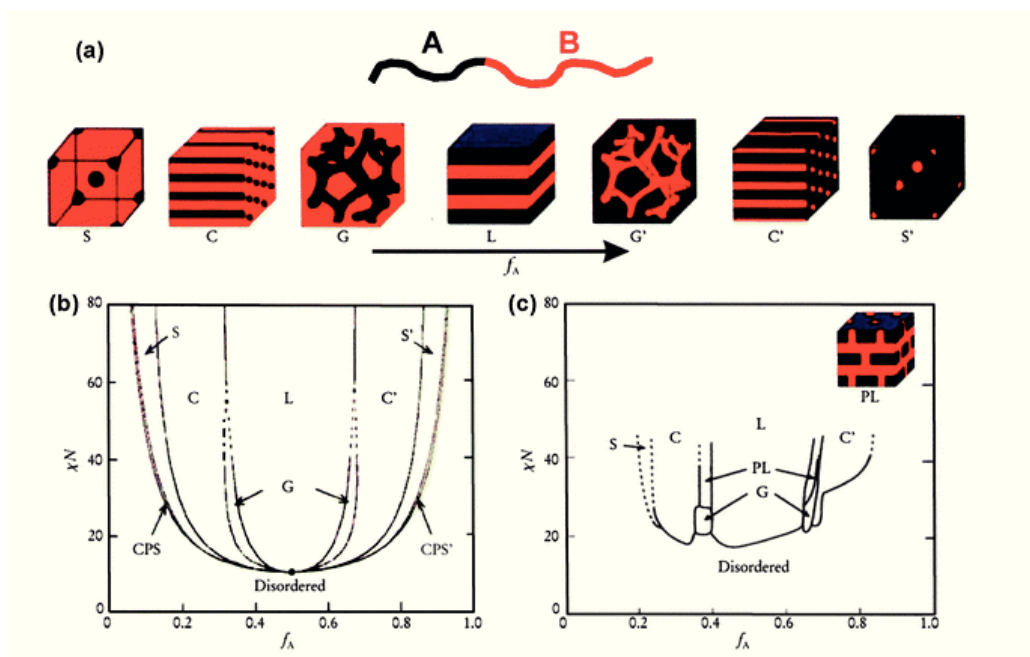 (a)
A B
S C G L G' C' S'
fA
(b)
80
60
40
20
0
χN
S
S'
C
L
C'
G
CPS
CPS'
Disordered
0.2 0.4 0.6 0.8 1.0
fA
(c)
80
60
40
20
0
χN
PL
L
C
C'
S
PL
G
Disordered
0.2 0.4 0.6 0.8 1.0
fA